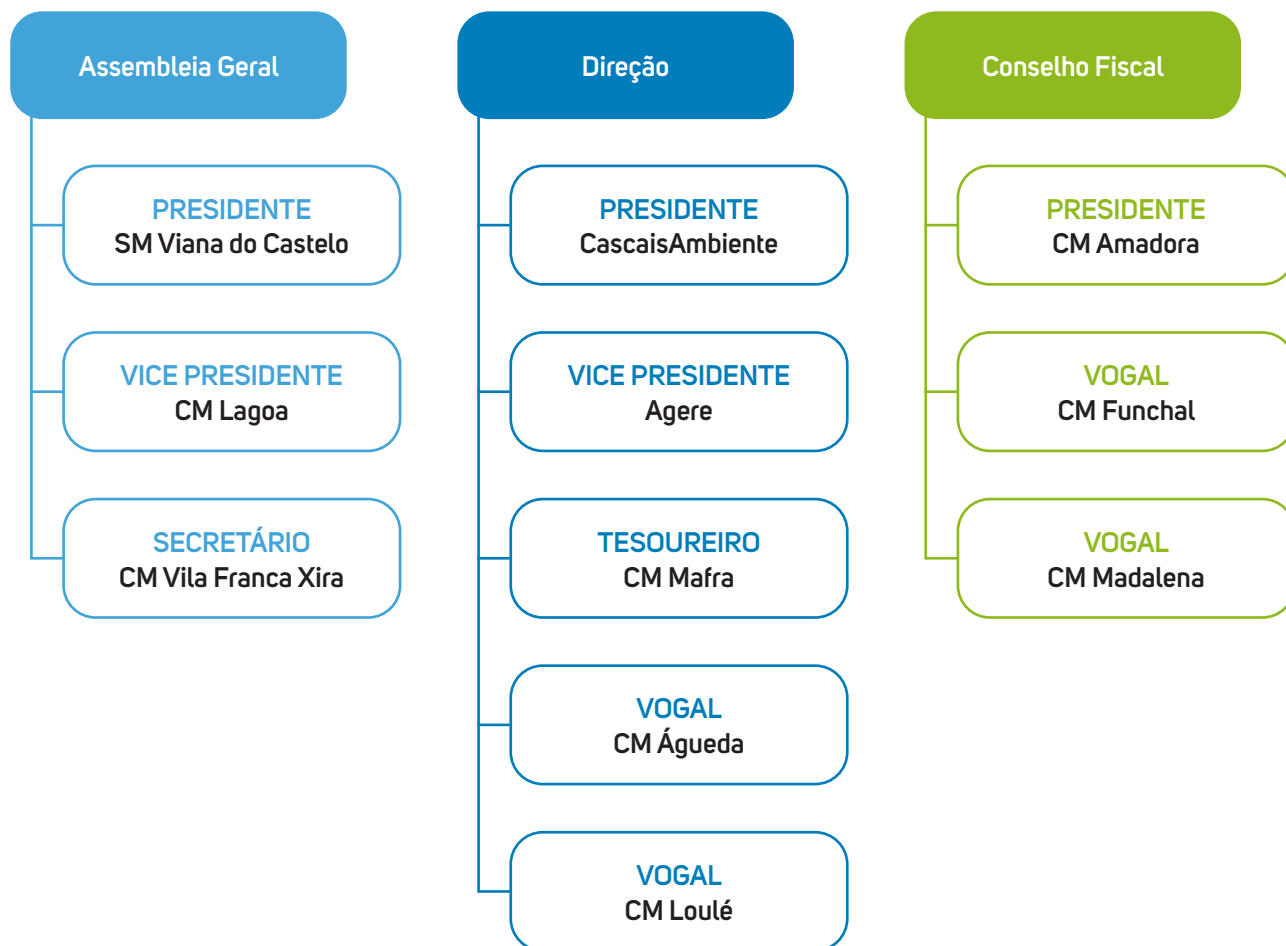 Assembleia Geral
PRESIDENTE
SM Viana do Castelo
VICE PRESIDENTE
CM Lagoa
SECRETÁRIO
CM Vila Franca Xira
Direção
PRESIDENTE
CascaisAmbiente
VICE PRESIDENTE
Agere
TESOUREIRO
CM Mafra
VOGAL
CM Águeda
VOGAL
CM Loulé
Conselho Fiscal
PRESIDENTE
CM Amadora
VOGAL
CM Funchal
VOGAL
CM Madalena